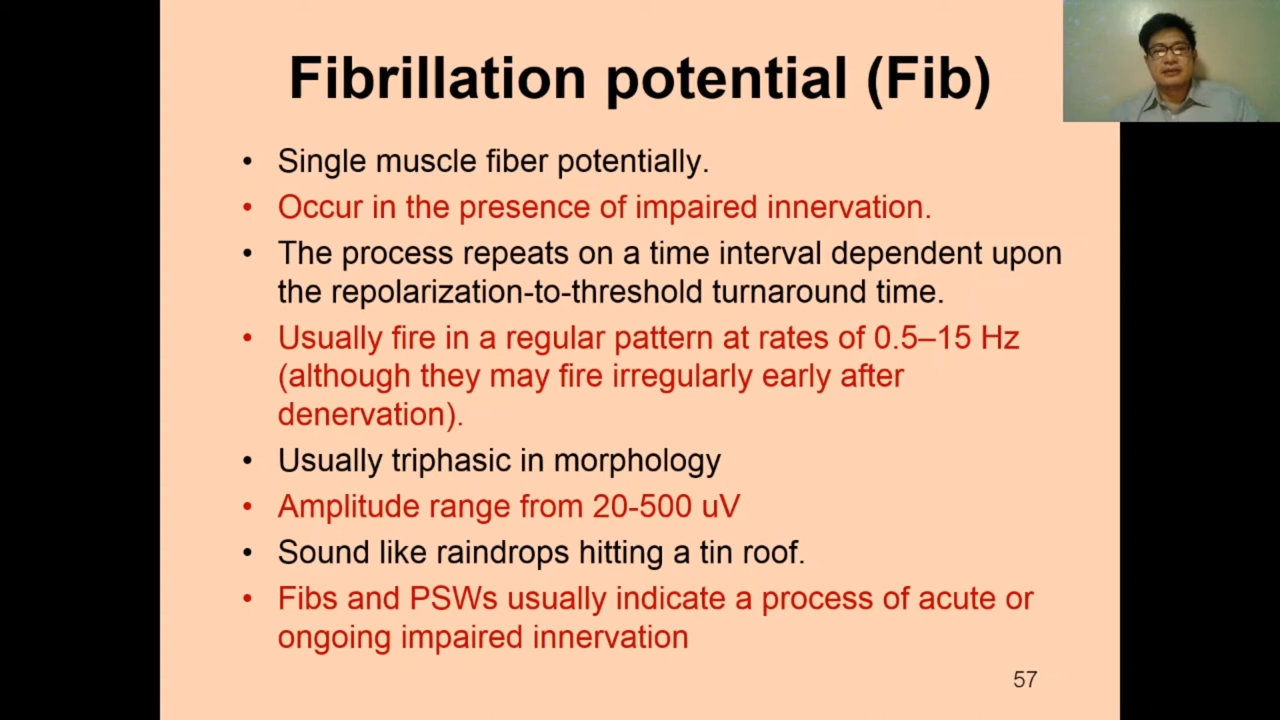 Fibrillation potential (Fib)
• Single muscle fiber potentially.
• Occur in the presence of impaired innervation.
• The process repeats on a time interval dependent upon
the repolarization-to-threshold turnaround time.
• Usually fire in a regular pattern at rates of 0.5–15 Hz
(although they may fire irregularly early after
denervation).
• Usually triphasic in morphology
• Amplitude range from 20-500 uV
• Sound like raindrops hitting a tin roof.
• Fibs and PSWs usually indicate a process of acute or
ongoing impaired innervation
57